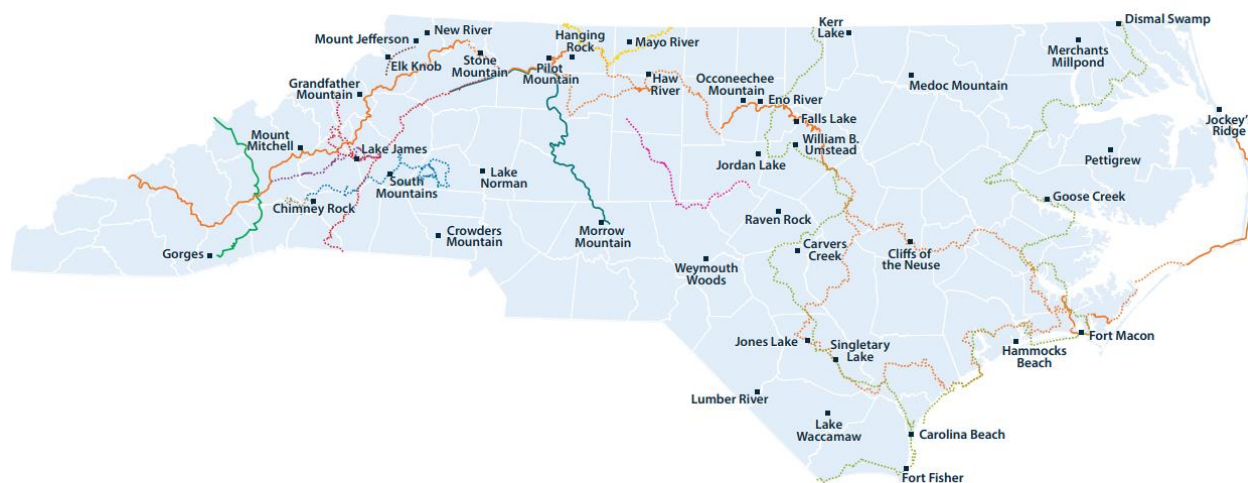 Dismal Swamp
Kerr
Lake
New River
Hanging
Rock
Mount Jefferson
Mayo River
Merchants
Millpond
Elk Knob
Stone
Mountain
Pilot
Mountain
Haw
River
Occoneechee
Mountain
Medoc Mountain
Grandfather
Mountain
Eno River
Falls Lake
Jockey's
Ridge
William B.
Umstead
Mount
Mitchell
Lake James
Jordan Lake
Pettigrew
Lake
Norman
South
Mountains
Goose Creek
Chimney Rock
Raven Rock
Crowders
Mountain
Morrow
Mountain
Carvers
Creek
Cliffs of
the Neuse
Gorges
Weymouth
Woods
Fort Macon
Jones Lake
Singletary
Lake
Hammocks
Beach
Lumber River
Lake
Waccamaw
Carolina Beach
Fort Fisher